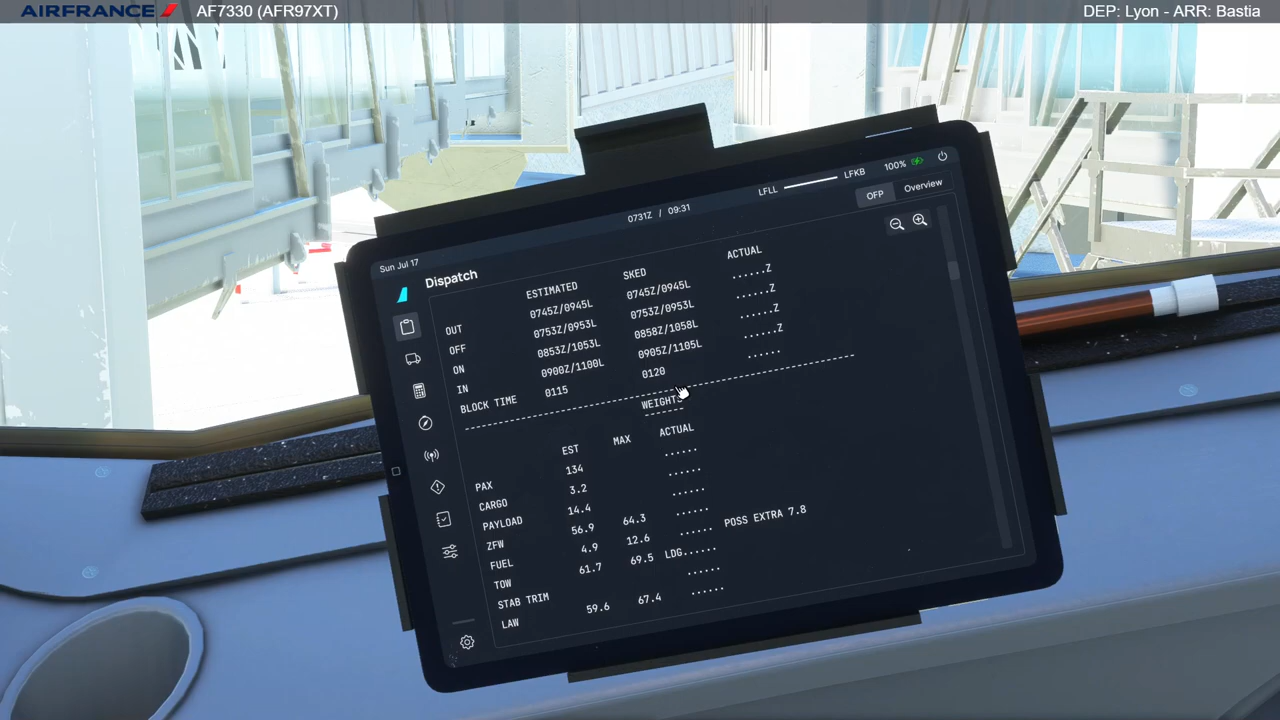 AIRFRANCE AF7330 (AFR97XT) DEP: Lyon - ARR: Bastia
Sun Jul 17 0731Z / 09:31 LFLL LFKB 100%
Dispatch OFP Overview
ESTIMATED SKED ACTUAL
OUT 0745Z/0945L 0745Z/0945L ......Z
OFF 0753Z/0953L 0753Z/0953L ......Z
ON 0853Z/1053L 0858Z/1058L ......Z
IN 0900Z/1100L 0905Z/1105L ......Z
BLOCK TIME 0115 0120 ......
WEIGHTS
EST MAX ACTUAL
PAX 134 ......
CARGO 3.2 ......
PAYLOAD 14.4 ......
ZFW 56.9 64.3 ......
FUEL 4.9 12.6 ...... POSS EXTRA 7.8
TOW 61.7 69.5 LDG......
STAB TRIM ......
LAW 59.6 67.4 ......